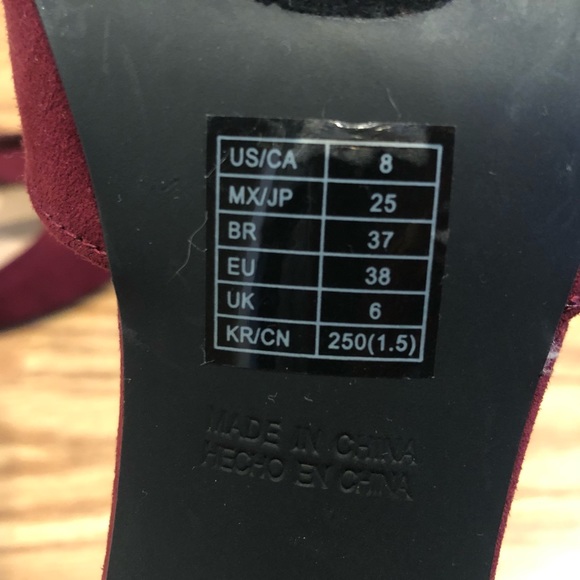 US/CA 8
MX/JP 25
BR 37
EU 38
UK 6
KR/CN 250(1.5)
MADE IN CHINA
HECHO EN CHINA